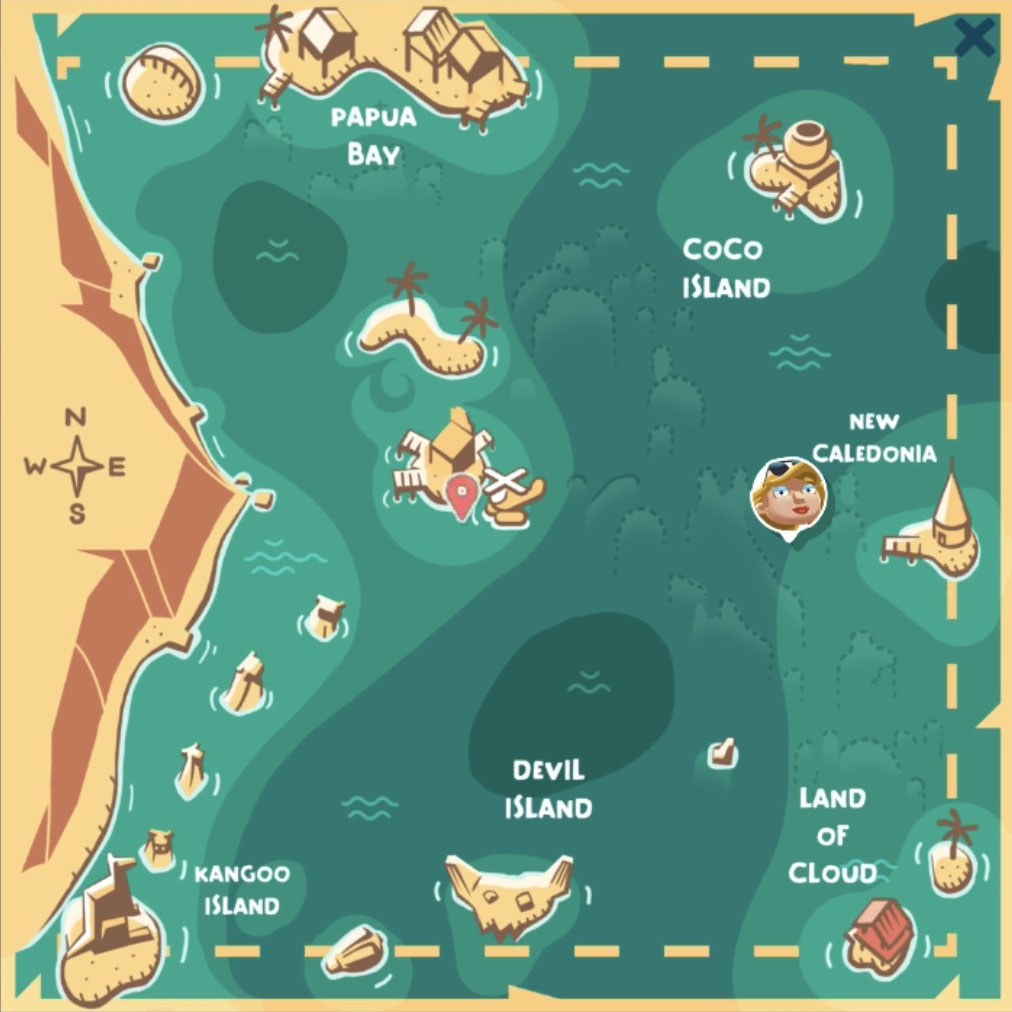 PAPUA
BAY
COCO
ISLAND
NEW
CALEDONIA
N
W E
S
DEVIL
ISLAND
LAND
OF
CLOUD
KANGOO
ISLAND